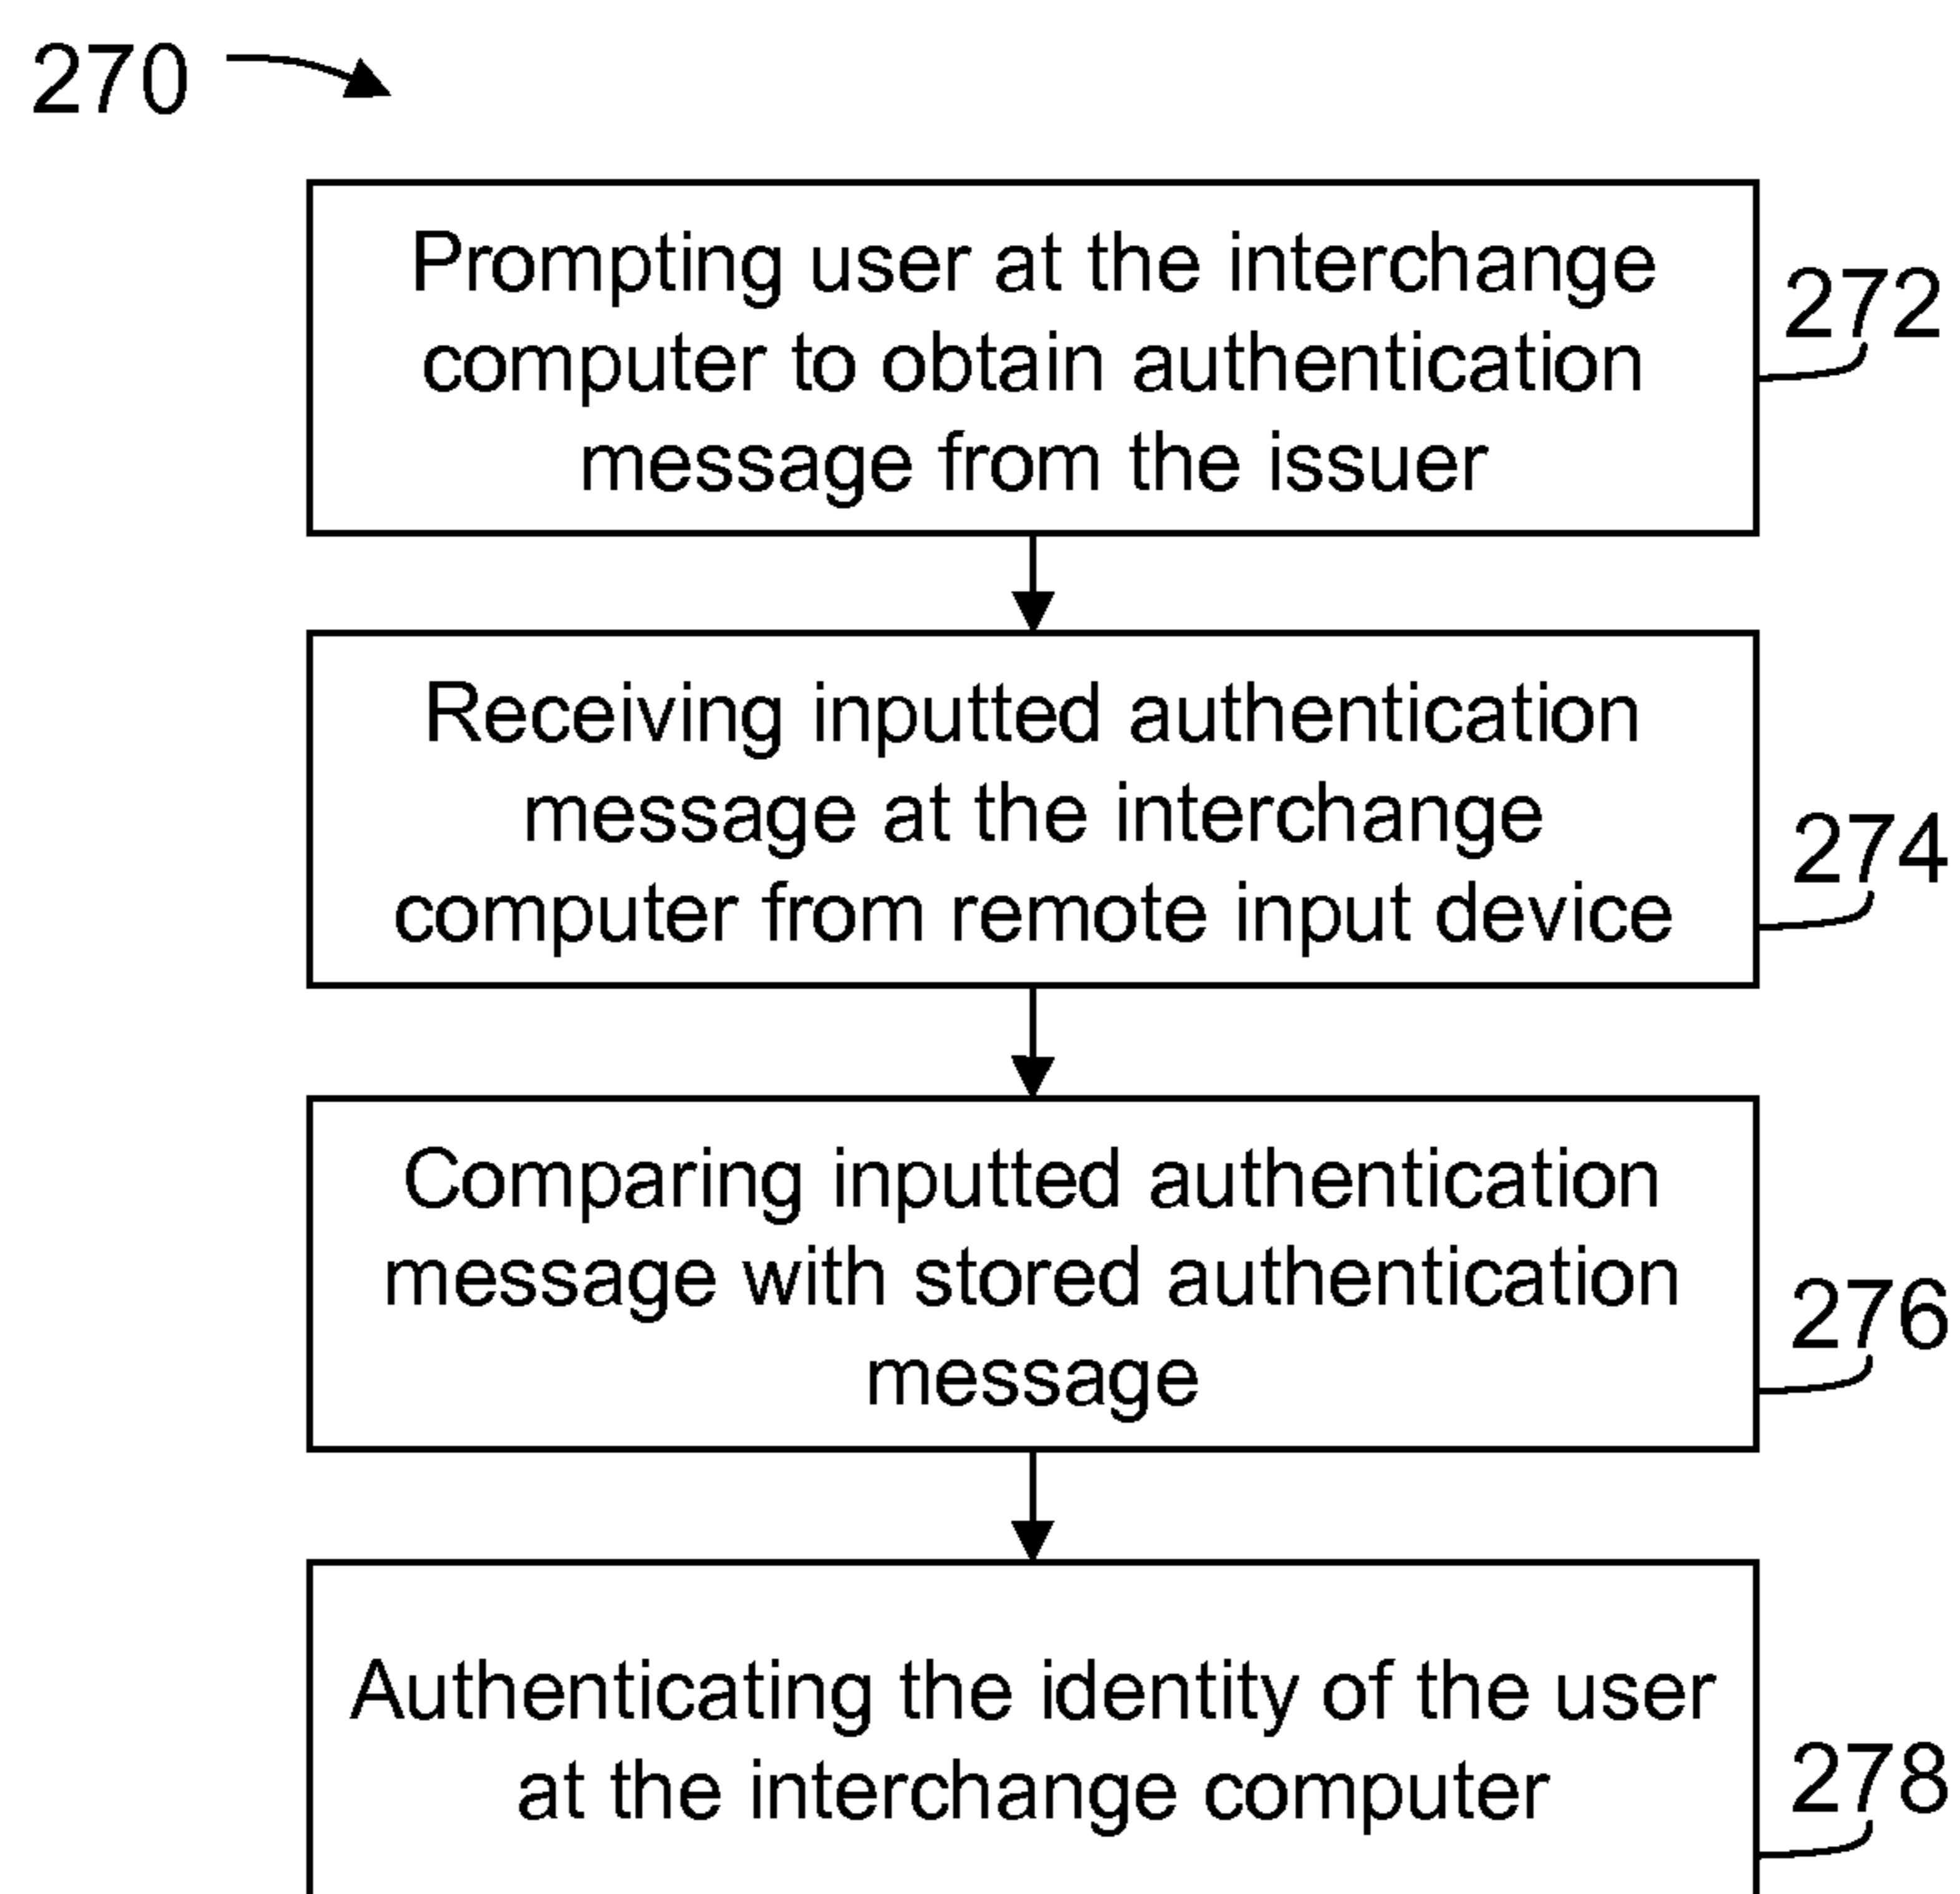 270
Prompting user at the interchange
computer to obtain authentication
message from the issuer
272
Receiving inputted authentication
message at the interchange
computer from remote input device
274
Comparing inputted authentication
message with stored authentication
message
276
Authenticating the identity of the user
at the interchange computer
278